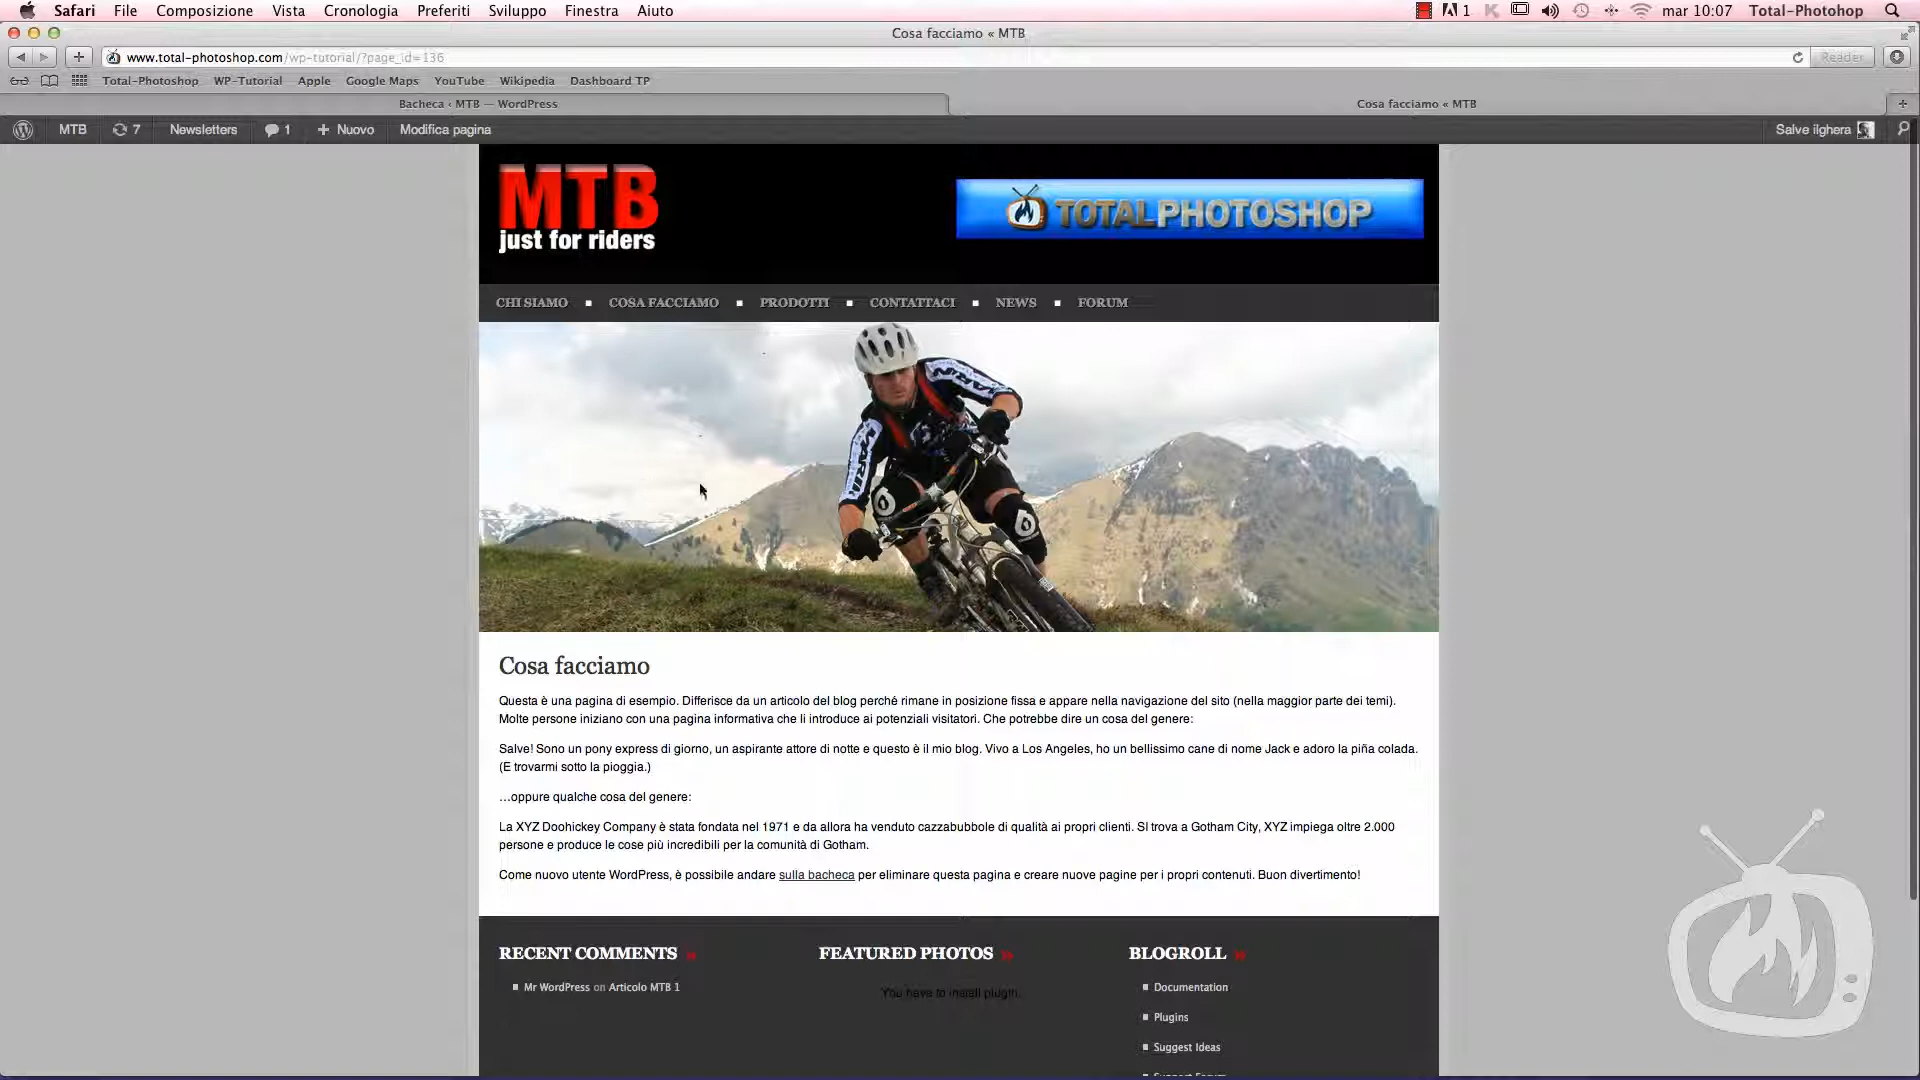 Safari File Composizione Vista Cronologia Preferiti Sviluppo Finestra Aiuto 1 mar 10:07 Total-Photohop
Cosa facciamo « MTB
www.total-photoshop.com/wp-tutorial/?page_id=136 Reader
Total-Photoshop WP-Tutorial Apple Google Maps YouTube Wikipedia Dashboard TP
Bacheca ‹ MTB — WordPress Cosa facciamo « MTB
MTB 7 Newsletters 1 + Nuovo Modifica pagina Salve ilghera
MTB
just for riders
TOTALPHOTOSHOP
CHI SIAMO COSA FACCIAMO PRODOTTI CONTATTACI NEWS FORUM
MARIN
Cosa facciamo
Questa è una pagina di esempio. Differisce da un articolo del blog perché rimane in posizione fissa e appare nella navigazione del sito (nella maggior parte dei temi).
Molte persone iniziano con una pagina informativa che li introduce ai potenziali visitatori. Che potrebbe dire un cosa del genere:
Salve! Sono un pony express di giorno, un aspirante attore di notte e questo è il mio blog. Vivo a Los Angeles, ho un bellissimo cane di nome Jack e adoro la piña colada.
(E trovarmi sotto la pioggia.)
…oppure qualche cosa del genere:
La XYZ Doohickey Company è stata fondata nel 1971 e da allora ha venduto cazzabubbole di qualità ai propri clienti. SI trova a Gotham City, XYZ impiega oltre 2.000
persone e produce le cose più incredibili per la comunità di Gotham.
Come nuovo utente WordPress, è possibile andare sulla bacheca per eliminare questa pagina e creare nuove pagine per i propri contenuti. Buon divertimento!
RECENT COMMENTS » FEATURED PHOTOS » BLOGROLL »
Mr WordPress on Articolo MTB 1 You have to install plugin. Documentation
Plugins
Suggest Ideas
Support Forum